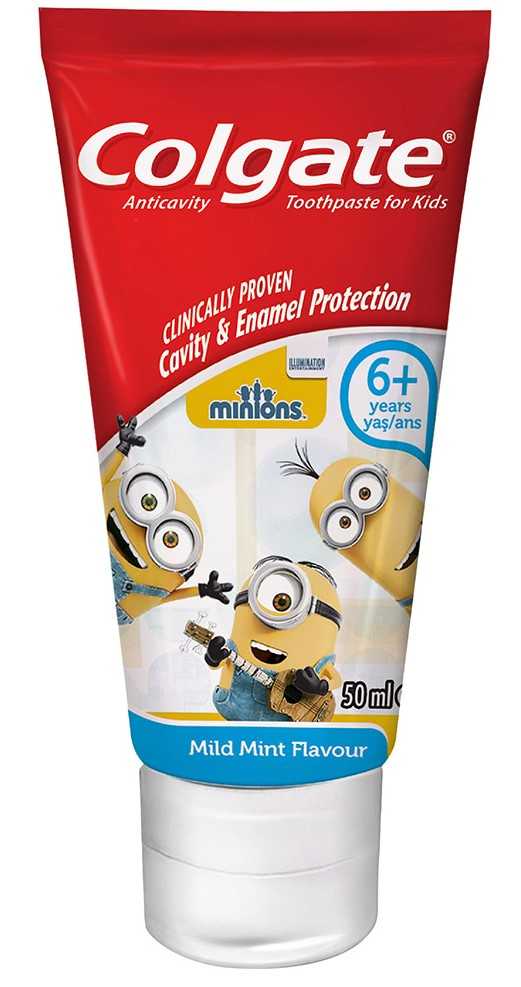 Colgate®
Anticavity Toothpaste for Kids
CLINICALLY PROVEN
Cavity & Enamel Protection
ILLUMINATION
ENTERTAINMENT
minions™
6+
years
yaş/ans
50 ml
Mild Mint Flavour